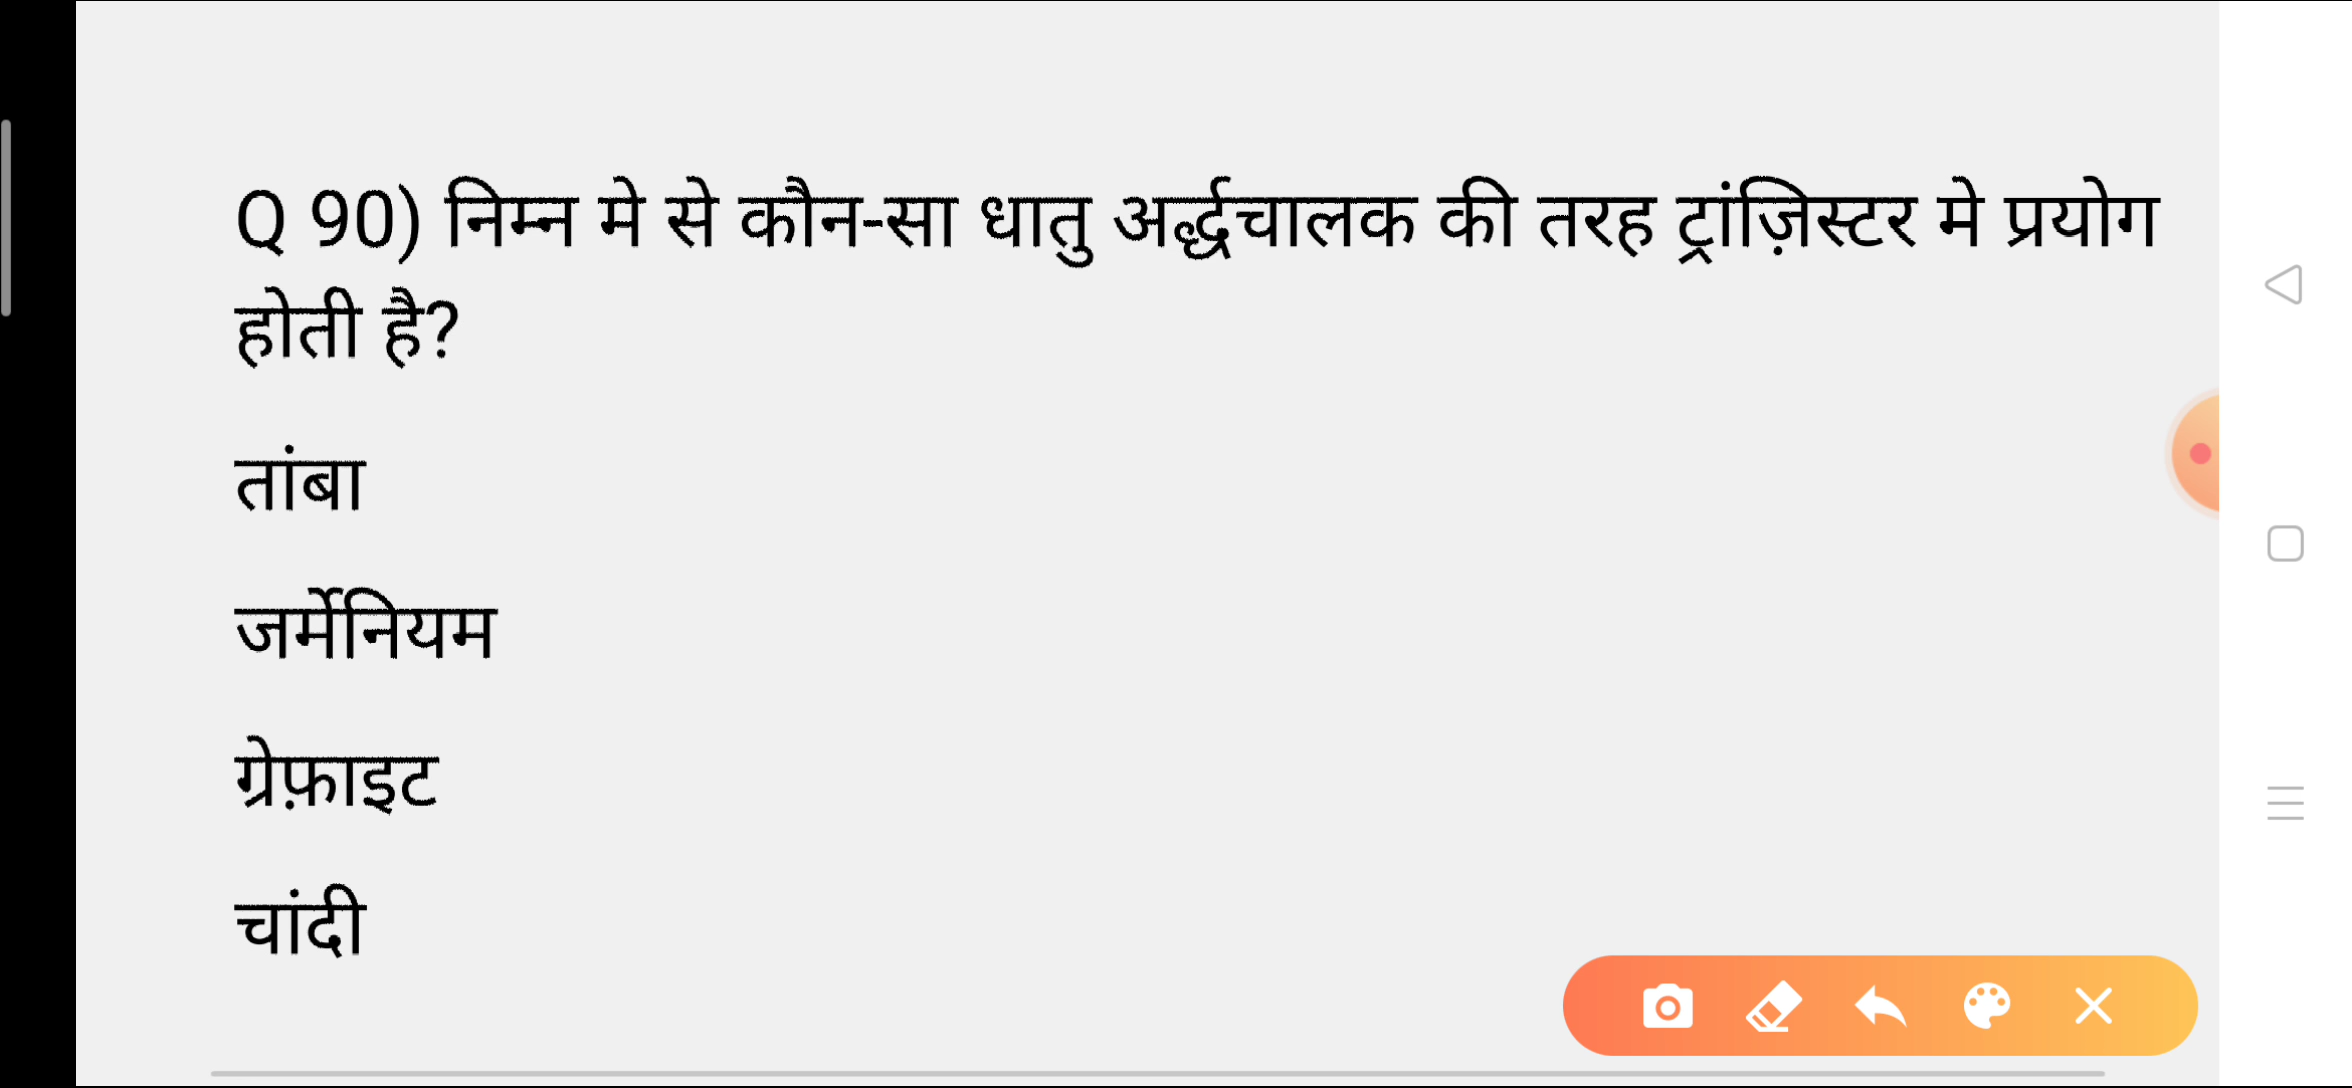 Q 90) निम्न मे से कौन-सा धातु अर्द्धचालक की तरह ट्रांज़िस्टर मे प्रयोग
होती है?
तांबा
जर्मेनियम
ग्रेफ़ाइट
चांदी